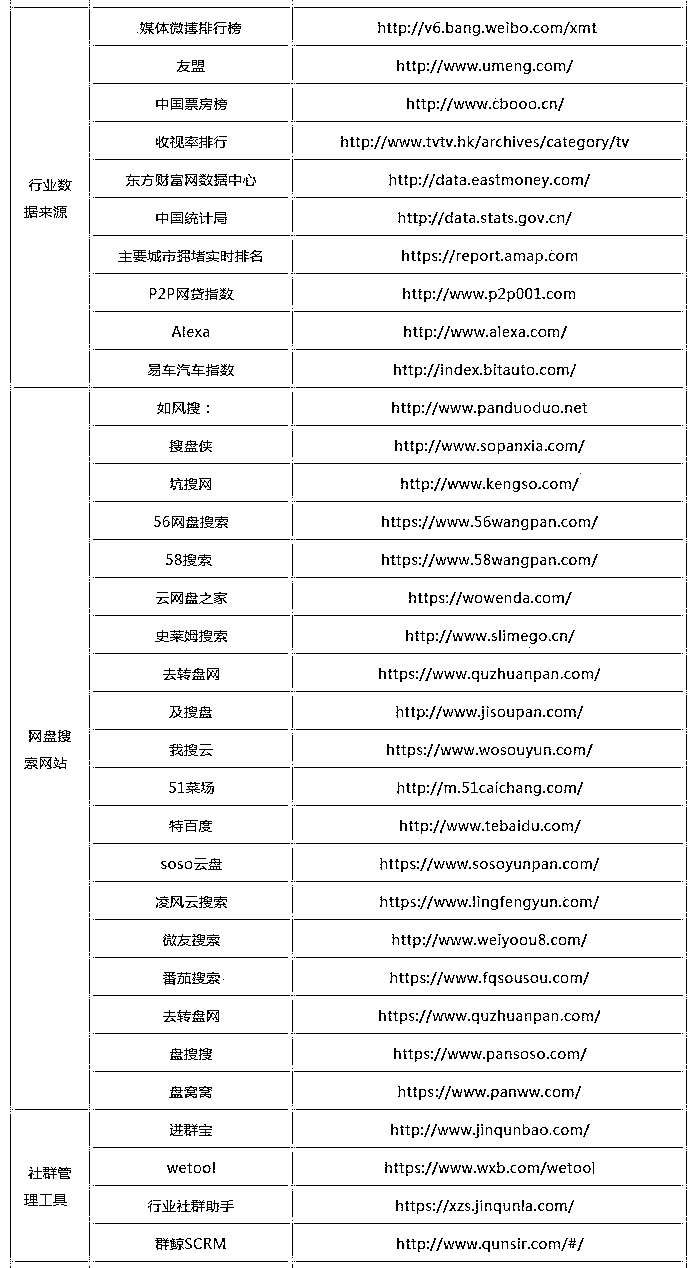 行业数
据来源
媒体微博排行榜 http://v6.bang.weibo.com/xmt
友盟 http://www.umeng.com/
中国票房榜 http://www.cbooo.cn/
收视率排行 http://www.tvtv.hk/archives/category/tv
东方财富网数据中心 http://data.eastmoney.com/
中国统计局 http://data.stats.gov.cn/
主要城市拥堵实时排名 https://report.amap.com
P2P网贷指数 http://www.p2p001.com
Alexa http://www.alexa.com/
易车汽车指数 http://index.bitauto.com/
网盘搜
索网站
如风搜： http://www.panduoduo.net
搜盘侠 http://www.sopanxia.com/
坑搜网 http://www.kengso.com/
56网盘搜索 https://www.56wangpan.com/
58搜索 https://www.58wangpan.com/
云网盘之家 https://wowenda.com/
史莱姆搜索 http://www.slimego.cn/
去转盘网 https://www.quzhuanpan.com/
及搜盘 http://www.jisoupan.com/
我搜云 https://www.wosouyun.com/
51菜场 http://m.51caichang.com/
特百度 http://www.tebaidu.com/
soso云盘 https://www.sosoyunpan.com/
凌风云搜索 https://www.lingfengyun.com/
微友搜索 http://www.weiyoou8.com/
番茄搜索 https://www.fqsousou.com/
去转盘网 https://www.quzhuanpan.com/
盘搜搜 https://www.pansoso.com/
盘窝窝 https://www.panww.com/
社群管
理工具
进群宝 http://www.jinqunbao.com/
wetool https://www.wxb.com/wetool
行业社群助手 https://xzs.jinqunla.com/
群鲸SCRM http://www.qunsir.com/#/